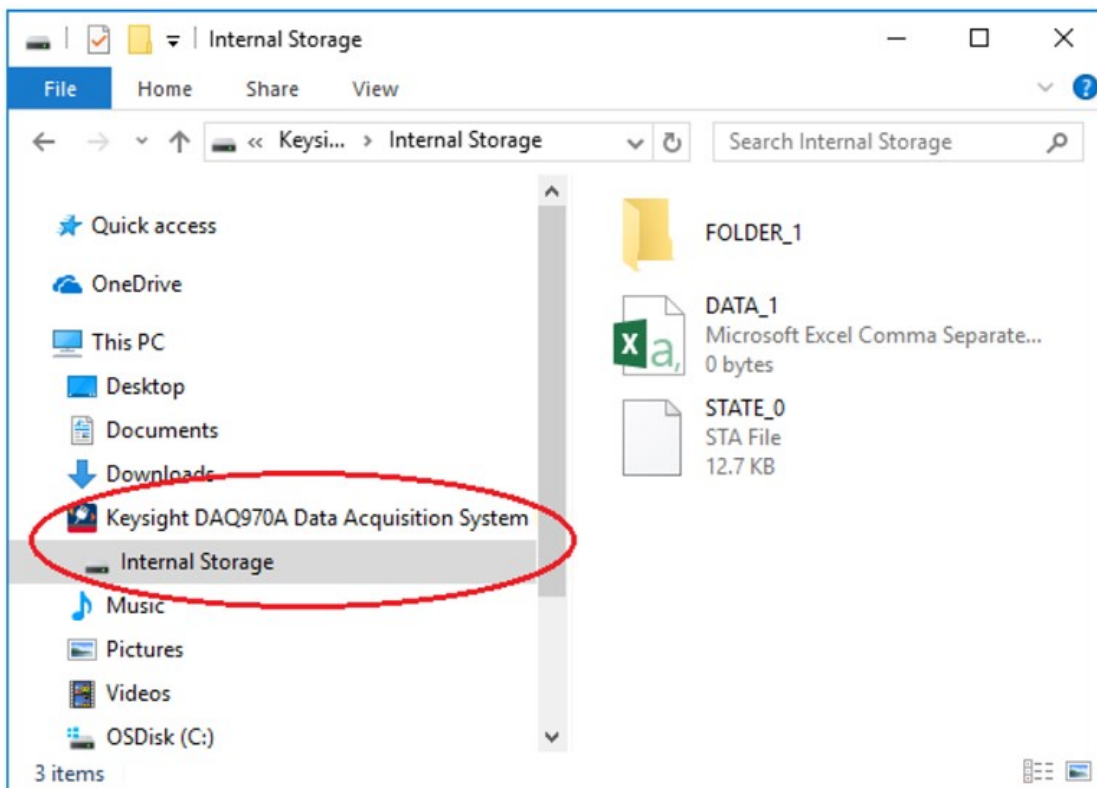 Internal Storage
File Home Share View
« Keysi... > Internal Storage Search Internal Storage
Quick access
OneDrive
This PC
Desktop
Documents
Downloads
Keysight DAQ970A Data Acquisition System
Internal Storage
Music
Pictures
Videos
OSDisk (C:)
FOLDER_1
DATA_1
Microsoft Excel Comma Separate...
0 bytes
STATE_0
STA File
12.7 KB
3 items